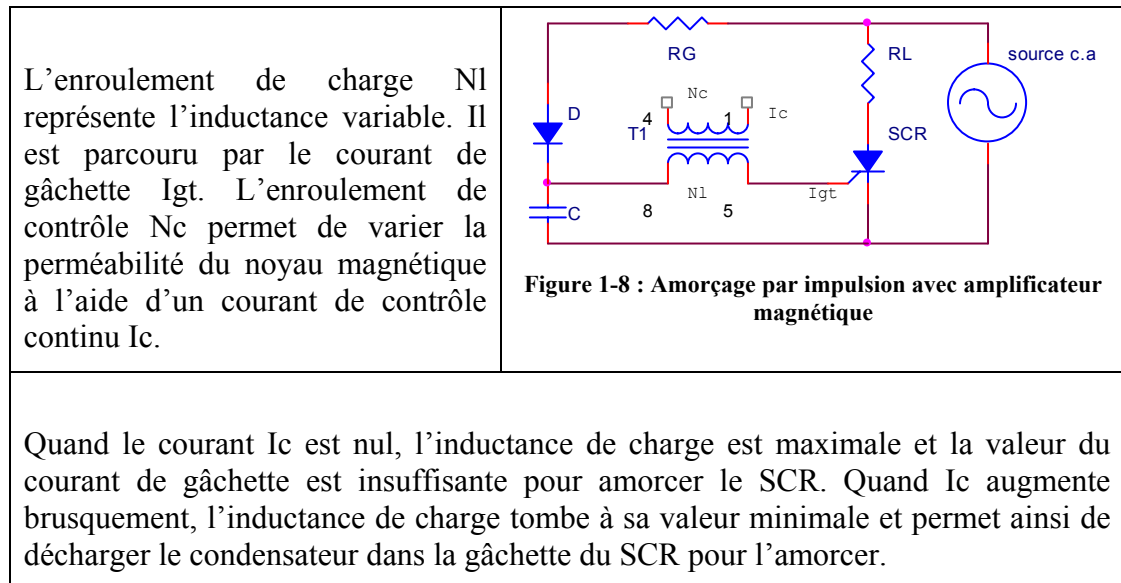 L’enroulement de charge Nl
représente l’inductance variable. Il
est parcouru par le courant de
gâchette Igt. L’enroulement de
contrôle Nc permet de varier la
perméabilité du noyau magnétique
à l’aide d’un courant de contrôle
continu Ic.
RG
RL
source c.a
Nc
D
4
1
Ic
T1
SCR
Nl
Igt
C
8
5
Figure 1-8 : Amorçage par impulsion avec amplificateur
magnétique
Quand le courant Ic est nul, l’inductance de charge est maximale et la valeur du
courant de gâchette est insuffisante pour amorcer le SCR. Quand Ic augmente
brusquement, l’inductance de charge tombe à sa valeur minimale et permet ainsi de
décharger le condensateur dans la gâchette du SCR pour l’amorcer.